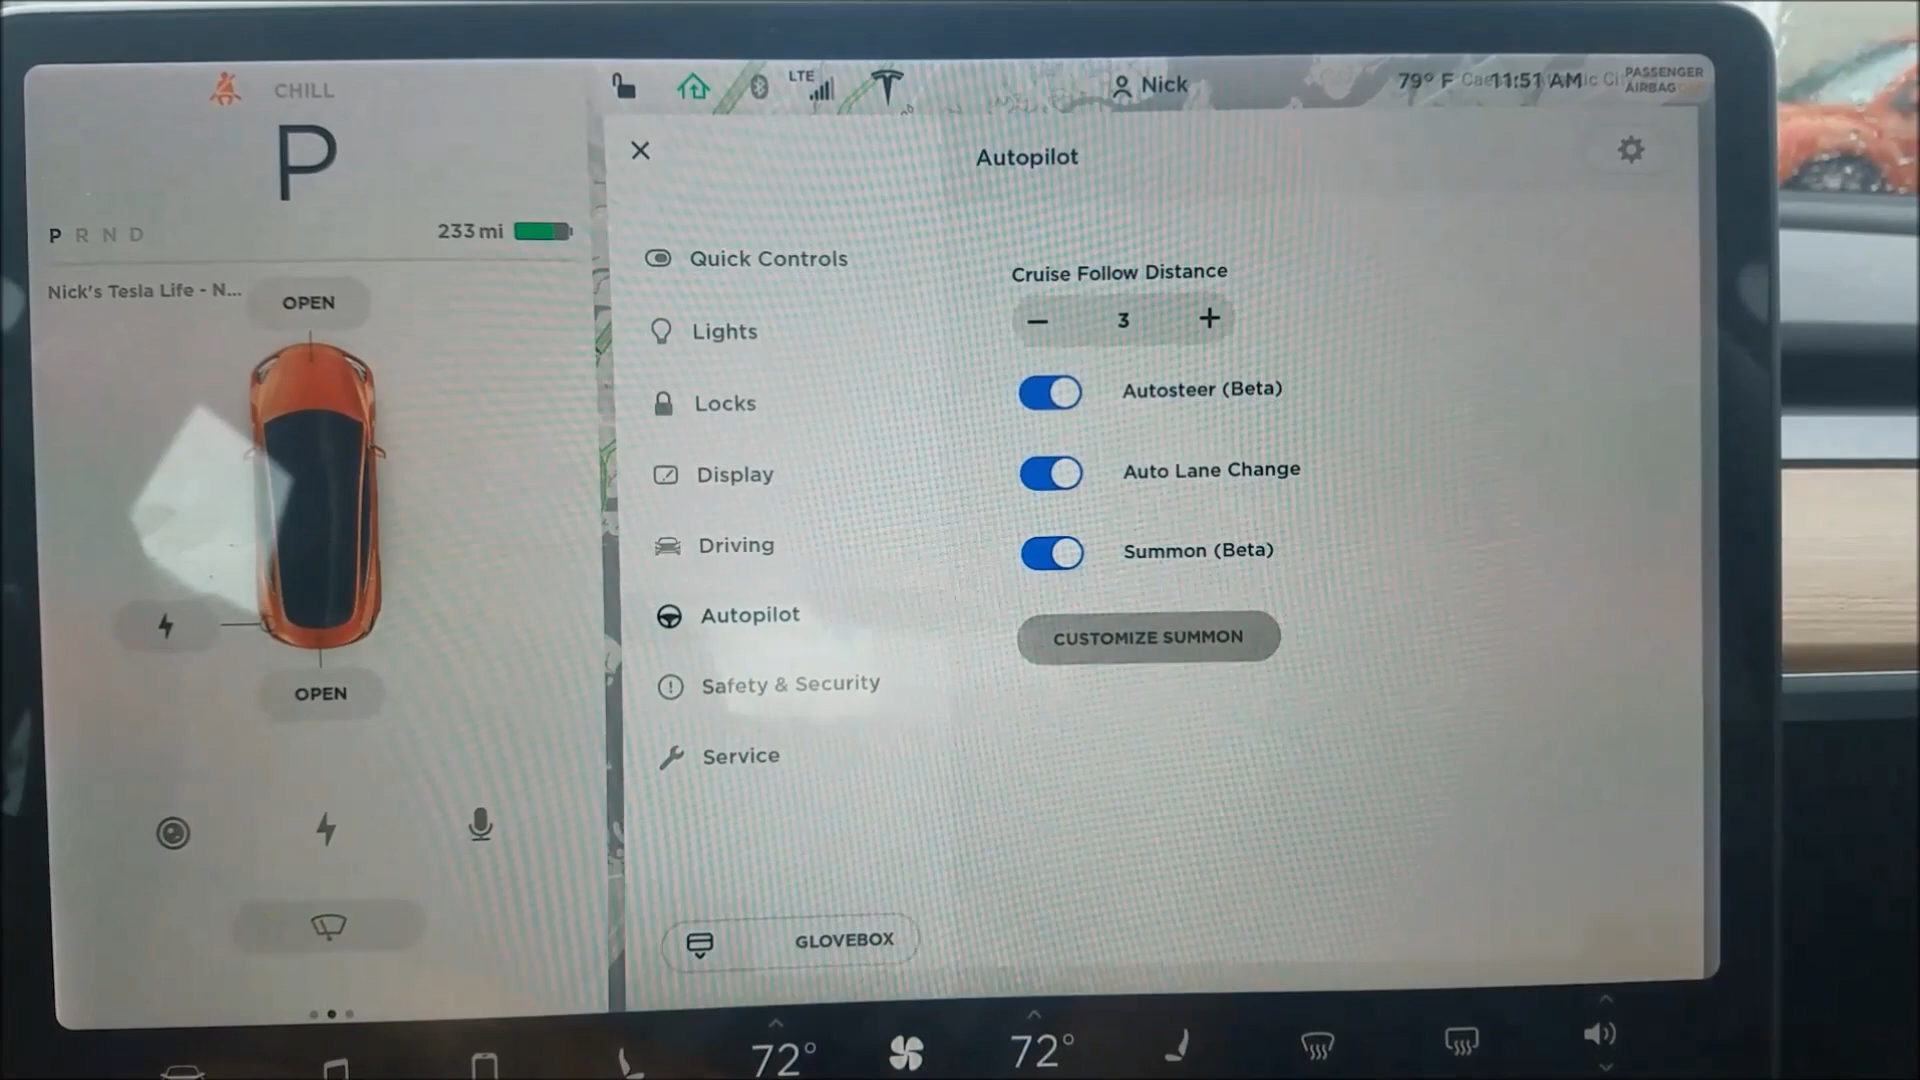 CHILL
P
P R N D
233 mi
Nick's Tesla Life - N...
OPEN
OPEN
LTE
Nick
79° F
11:51 AM
PASSENGER
AIRBAG
Autopilot
Quick Controls
Lights
Locks
Display
Driving
Autopilot
Safety & Security
Service
Cruise Follow Distance
− 3 +
Autosteer (Beta)
Auto Lane Change
Summon (Beta)
CUSTOMIZE SUMMON
GLOVEBOX
72°
72°